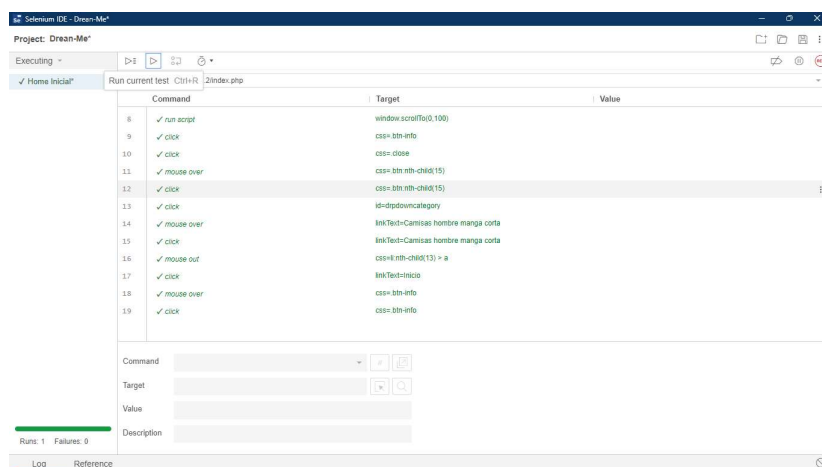 Selenium IDE - Drean-Me*
Project: Drean-Me*
Executing
✓ Home Inicial*
Run current test Ctrl+R
.2/index.php
Command Target Value
8 ✓ run script window.scrollTo(0,100)
9 ✓ click css=.btn-info
10 ✓ click css=.close
11 ✓ mouse over css=.btn:nth-child(15)
12 ✓ click css=.btn:nth-child(15)
13 ✓ click id=drpdowncategory
14 ✓ mouse over linkText=Camisas hombre manga corta
15 ✓ click linkText=Camisas hombre manga corta
16 ✓ mouse out css=li:nth-child(13) > a
17 ✓ click linkText=Inicio
18 ✓ mouse over css=.btn-info
19 ✓ click css=.btn-info
Command
//
Target
Value
Description
Runs: 1 Failures: 0
Log Reference